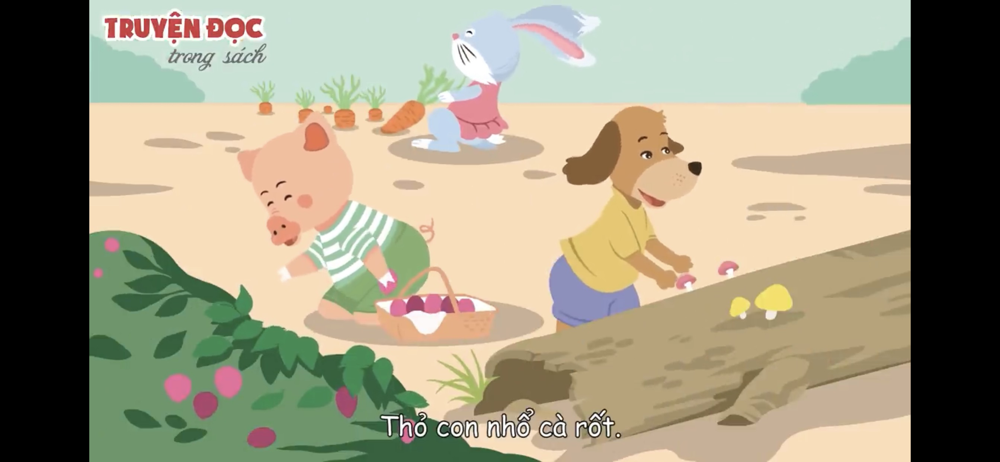 TRUYỆN ĐỌC
trong sách
Thỏ con nhổ cà rốt.